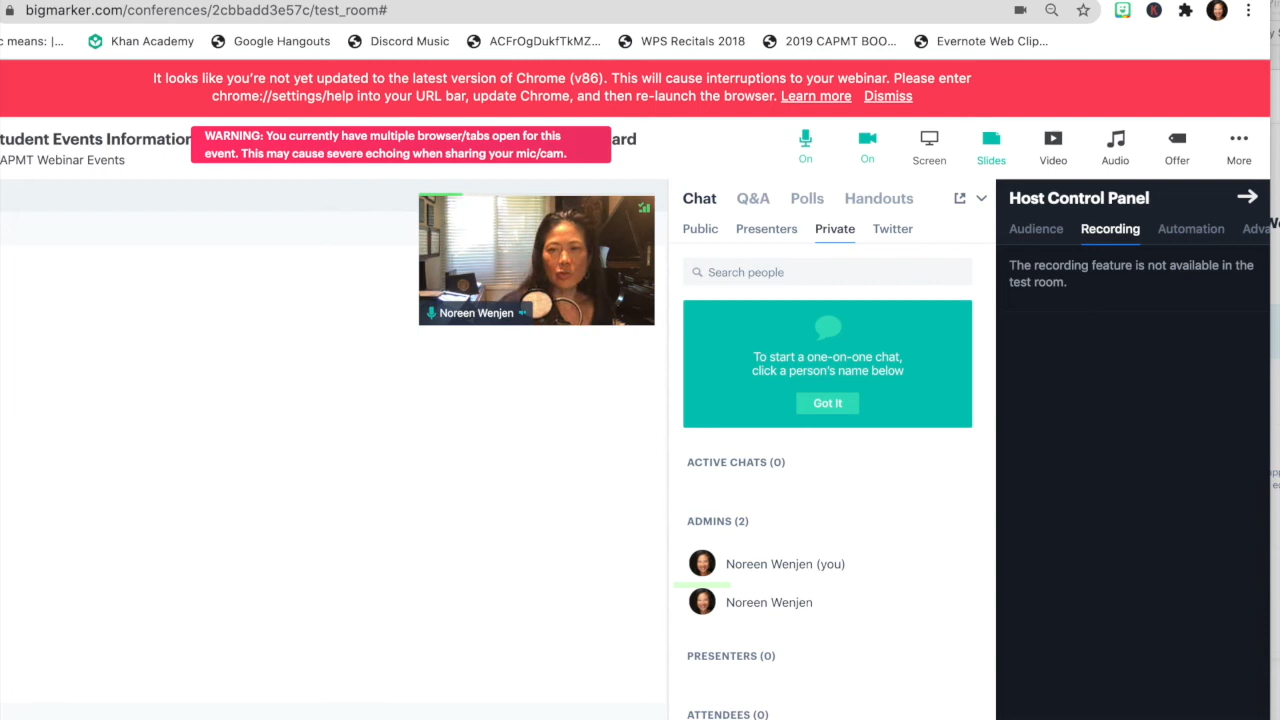 bigmarker.com/conferences/2cbbadd3e57c/test_room#
c means: |... Khan Academy Google Hangouts Discord Music ACFrOgDukfTkMZ... WPS Recitals 2018 2019 CAPMT BOO... Evernote Web Clip...
It looks like you're not yet updated to the latest version of Chrome (v86). This will cause interruptions to your webinar. Please enter
chrome://settings/help into your URL bar, update Chrome, and then re-launch the browser. Learn more Dismiss
tudent Events Information
ard
APMT Webinar Events
WARNING: You currently have multiple browser/tabs open for this
event. This may cause severe echoing when sharing your mic/cam.
On On Screen Slides Video Audio Offer More
Noreen Wenjen
Chat Q&A Polls Handouts
Public Presenters Private Twitter
Search people
To start a one-on-one chat,
click a person's name below
Got It
ACTIVE CHATS (0)
ADMINS (2)
Noreen Wenjen (you)
Noreen Wenjen
PRESENTERS (0)
ATTENDEES (0)
Host Control Panel
Audience Recording Automation Adva
The recording feature is not available in the
test room.